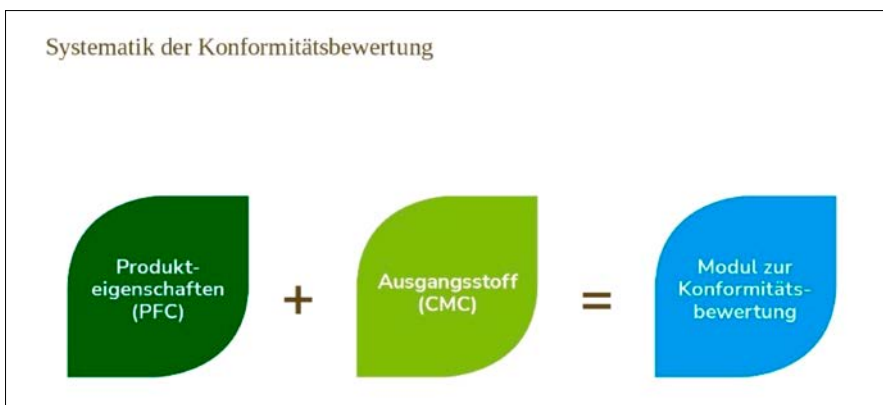 Systematik der Konformitätsbewertung
Produkt-
eigenschaften
(PFC)
+
Ausgangsstoff
(CMC)
=
Modul zur
Konformitäts-
bewertung